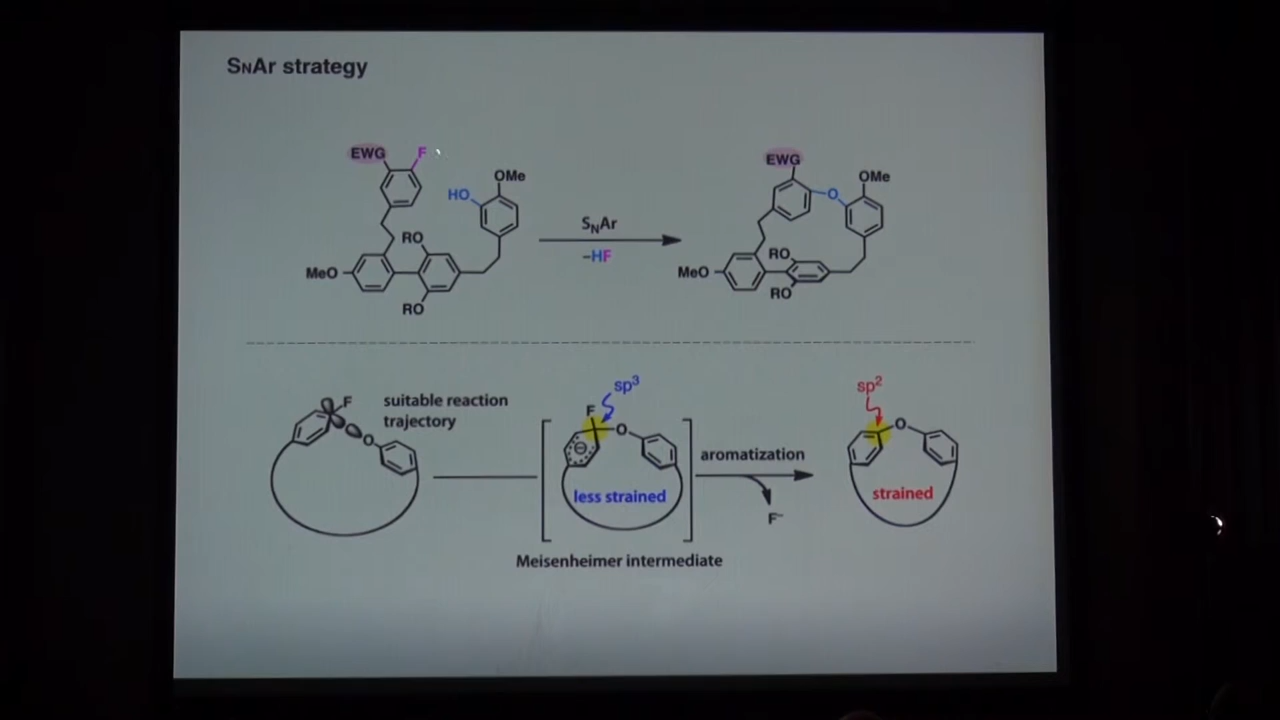 SNAr strategy
EWG
F
HO
OMe
RO
MeO
RO
SNAr
–HF
EWG
O
OMe
RO
MeO
RO
F
O
suitable reaction
trajectory
sp3
F
O
⊖
less strained
Meisenheimer intermediate
aromatization
F–
sp2
O
strained